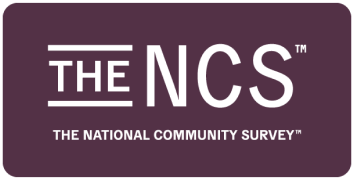 THE NCS™
THE NATIONAL COMMUNITY SURVEY™